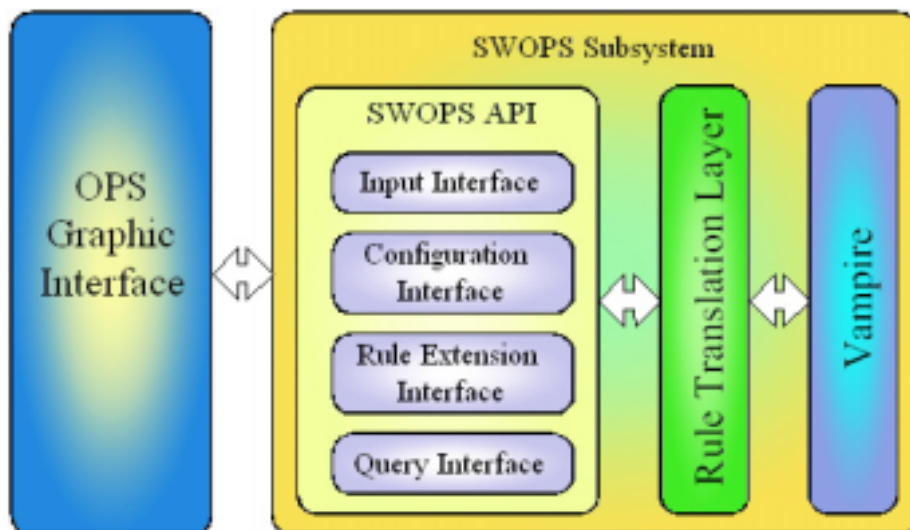 OPS
Graphic
Interface
SWOPS Subsystem
SWOPS API
Input Interface
Configuration
Interface
Rule Extension
Interface
Query Interface
Rule Translation Layer
Vampire